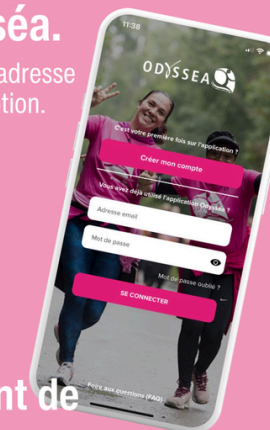 séa.
adresse
tion.
11:38
ODYSSEA
C'est votre première fois sur l'application ?
Créer mon compte
Vous avez déjà utilisé l'application Odysséa ?
Adresse email
Mot de passe
Mot de passe oublié ?
SE CONNECTER
Foire aux questions (FAQ)
nt de